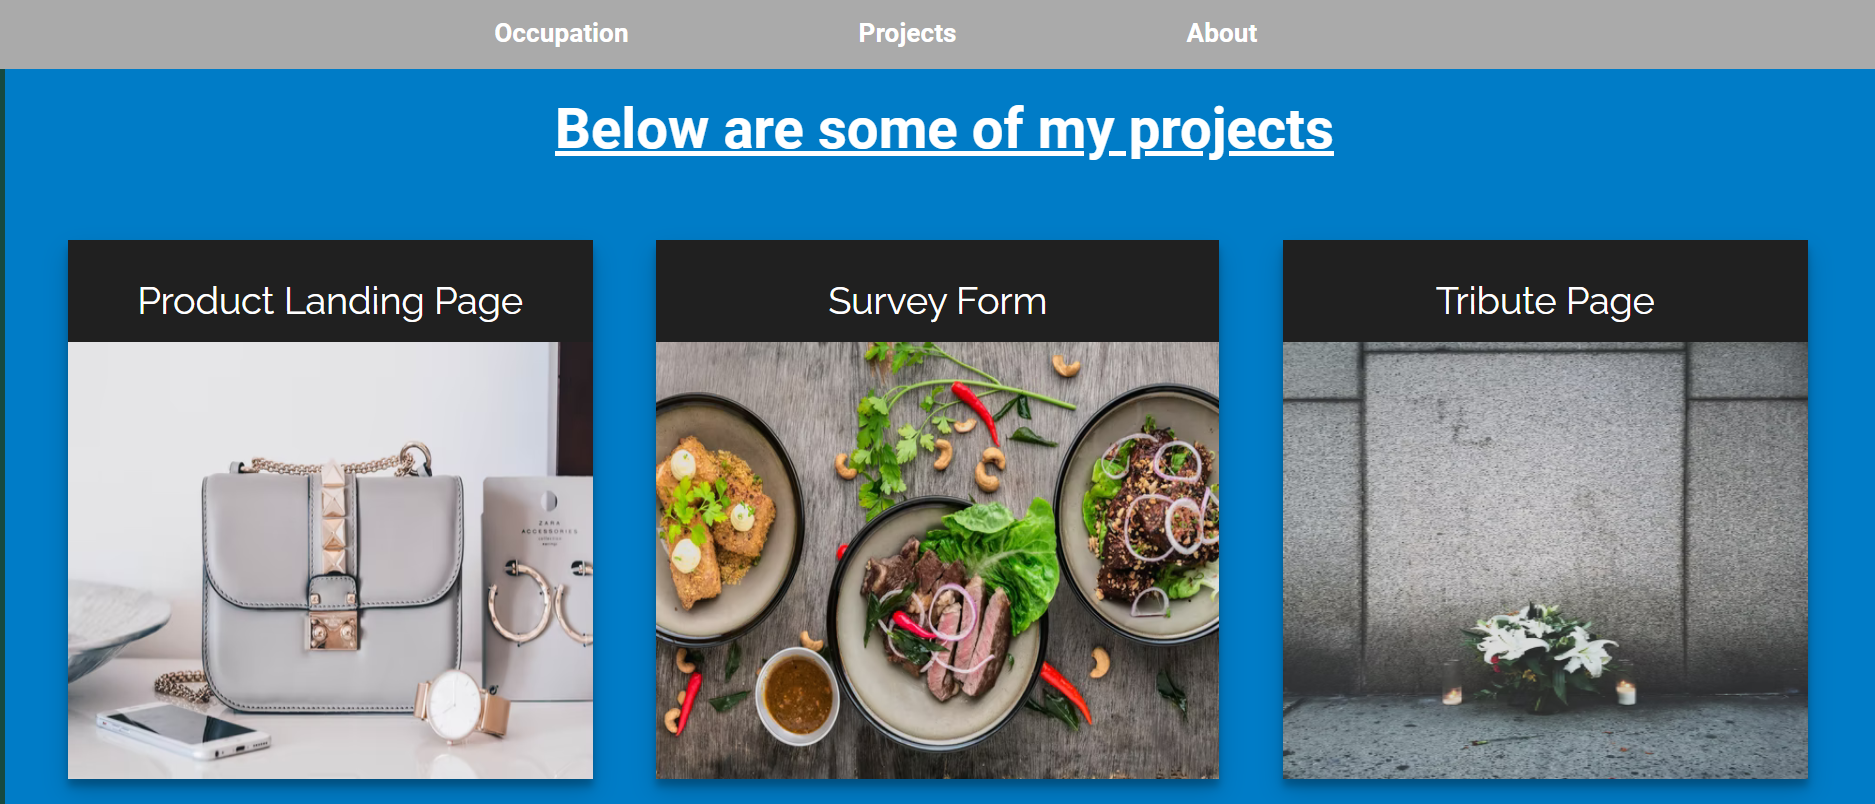 Occupation Projects About
Below are some of my projects
Product Landing Page
Survey Form
Tribute Page
ZARA
ACCESSORIES